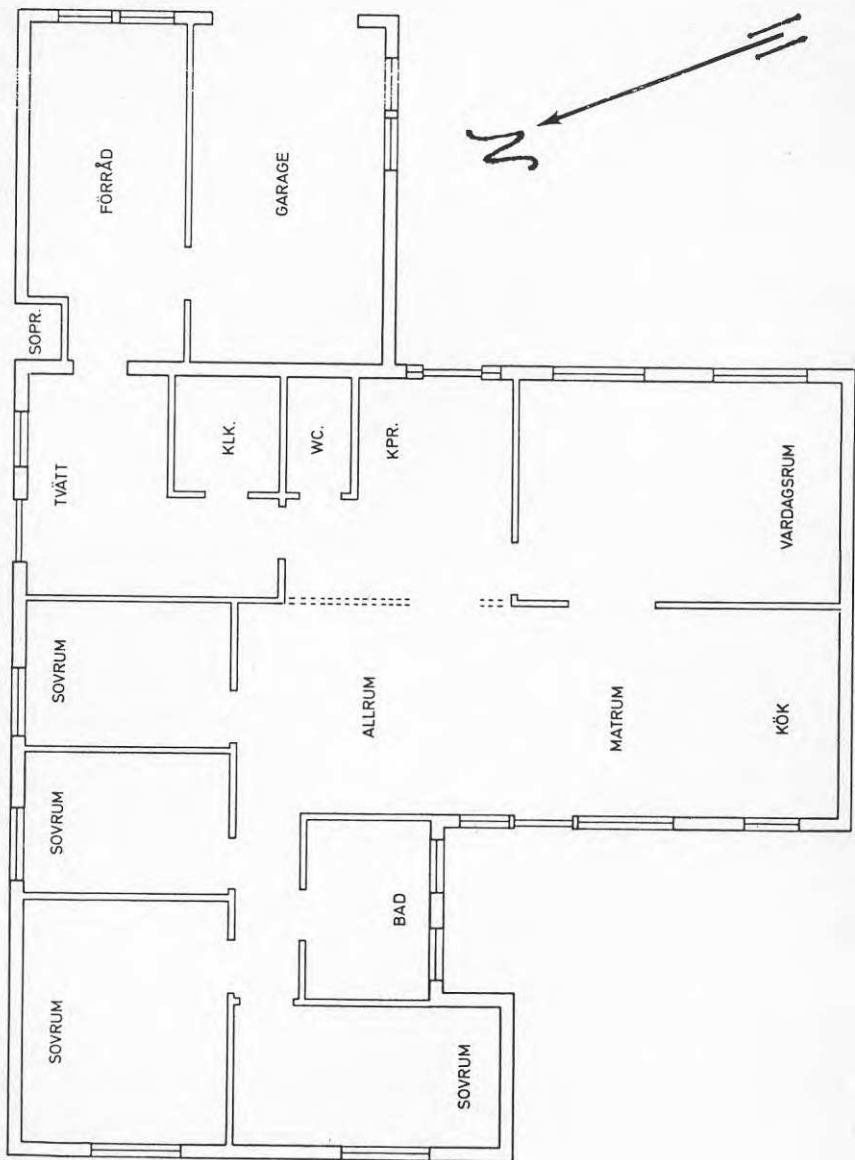 N
FÖRRÅD
GARAGE
SOPR.
TVÄTT
KLK.
WC.
KPR.
VARDAGSRUM
SOVRUM
ALLRUM
MATRUM
KÖK
SOVRUM
BAD
SOVRUM
SOVRUM